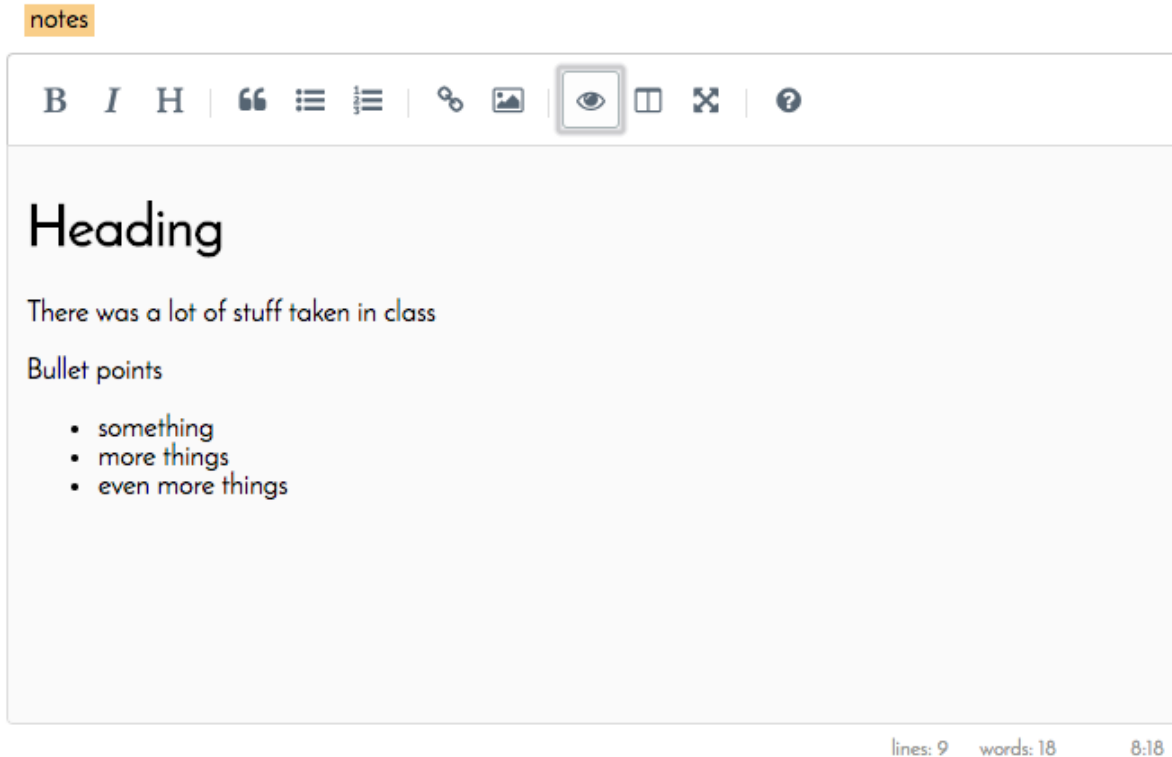 notes
B I H
Heading
There was a lot of stuff taken in class
Bullet points
• something
• more things
• even more things
lines: 9 words: 18 8:18